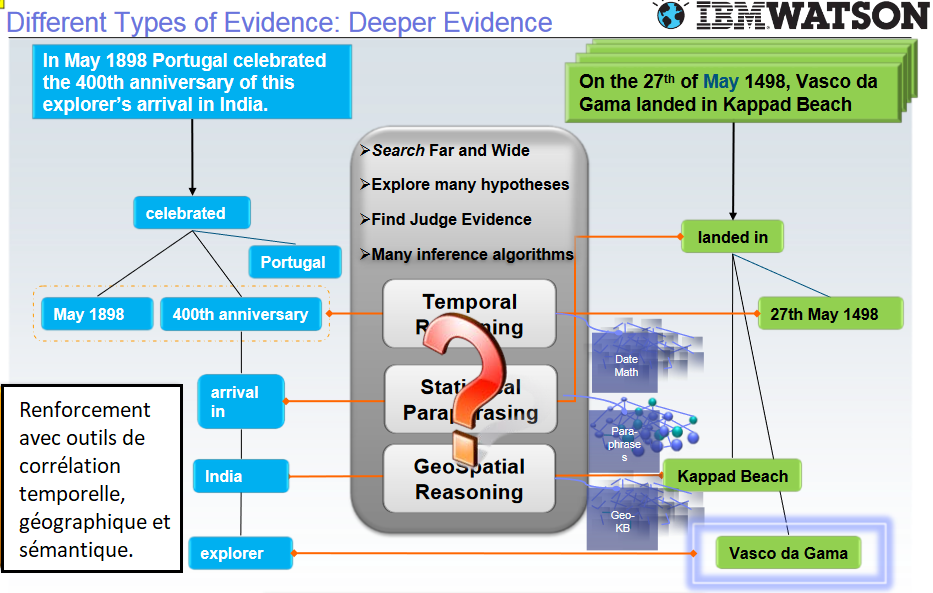 Different Types of Evidence: Deeper Evidence
IBM WATSON
In May 1898 Portugal celebrated
the 400th anniversary of this
explorer's arrival in India.
On the 27th of May 1498, Vasco da
Gama landed in Kappad Beach
➢Search Far and Wide
➢Explore many hypotheses
➢Find Judge Evidence
➢Many inference algorithms
celebrated
Portugal
May 1898
400th anniversary
arrival
in
India
explorer
Temporal
Reasoning
Statistical
Paraphrasing
GeoSpatial
Reasoning
Date
Math
Para-
phrase
s
Geo-
KB
landed in
27th May 1498
Kappad Beach
Vasco da Gama
Renforcement
avec outils de
corrélation
temporelle,
géographique et
sémantique.